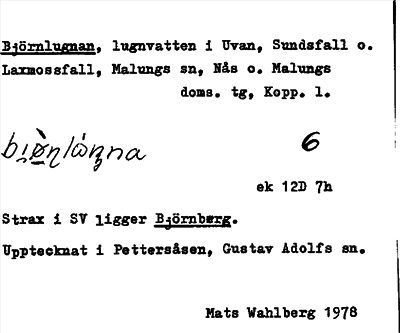 Björnlugnan, lugnvatten i Uvan, Sundsfall o.
Laxmossfall, Malungs sn, Nås o. Malungs
doms. tg, Kopp. l.
6
ek 12D 7h
Strax i SV ligger Björnberg.
Upptecknat i Pettersåsen, Gustav Adolfs sn.
Mats Wahlberg 1978